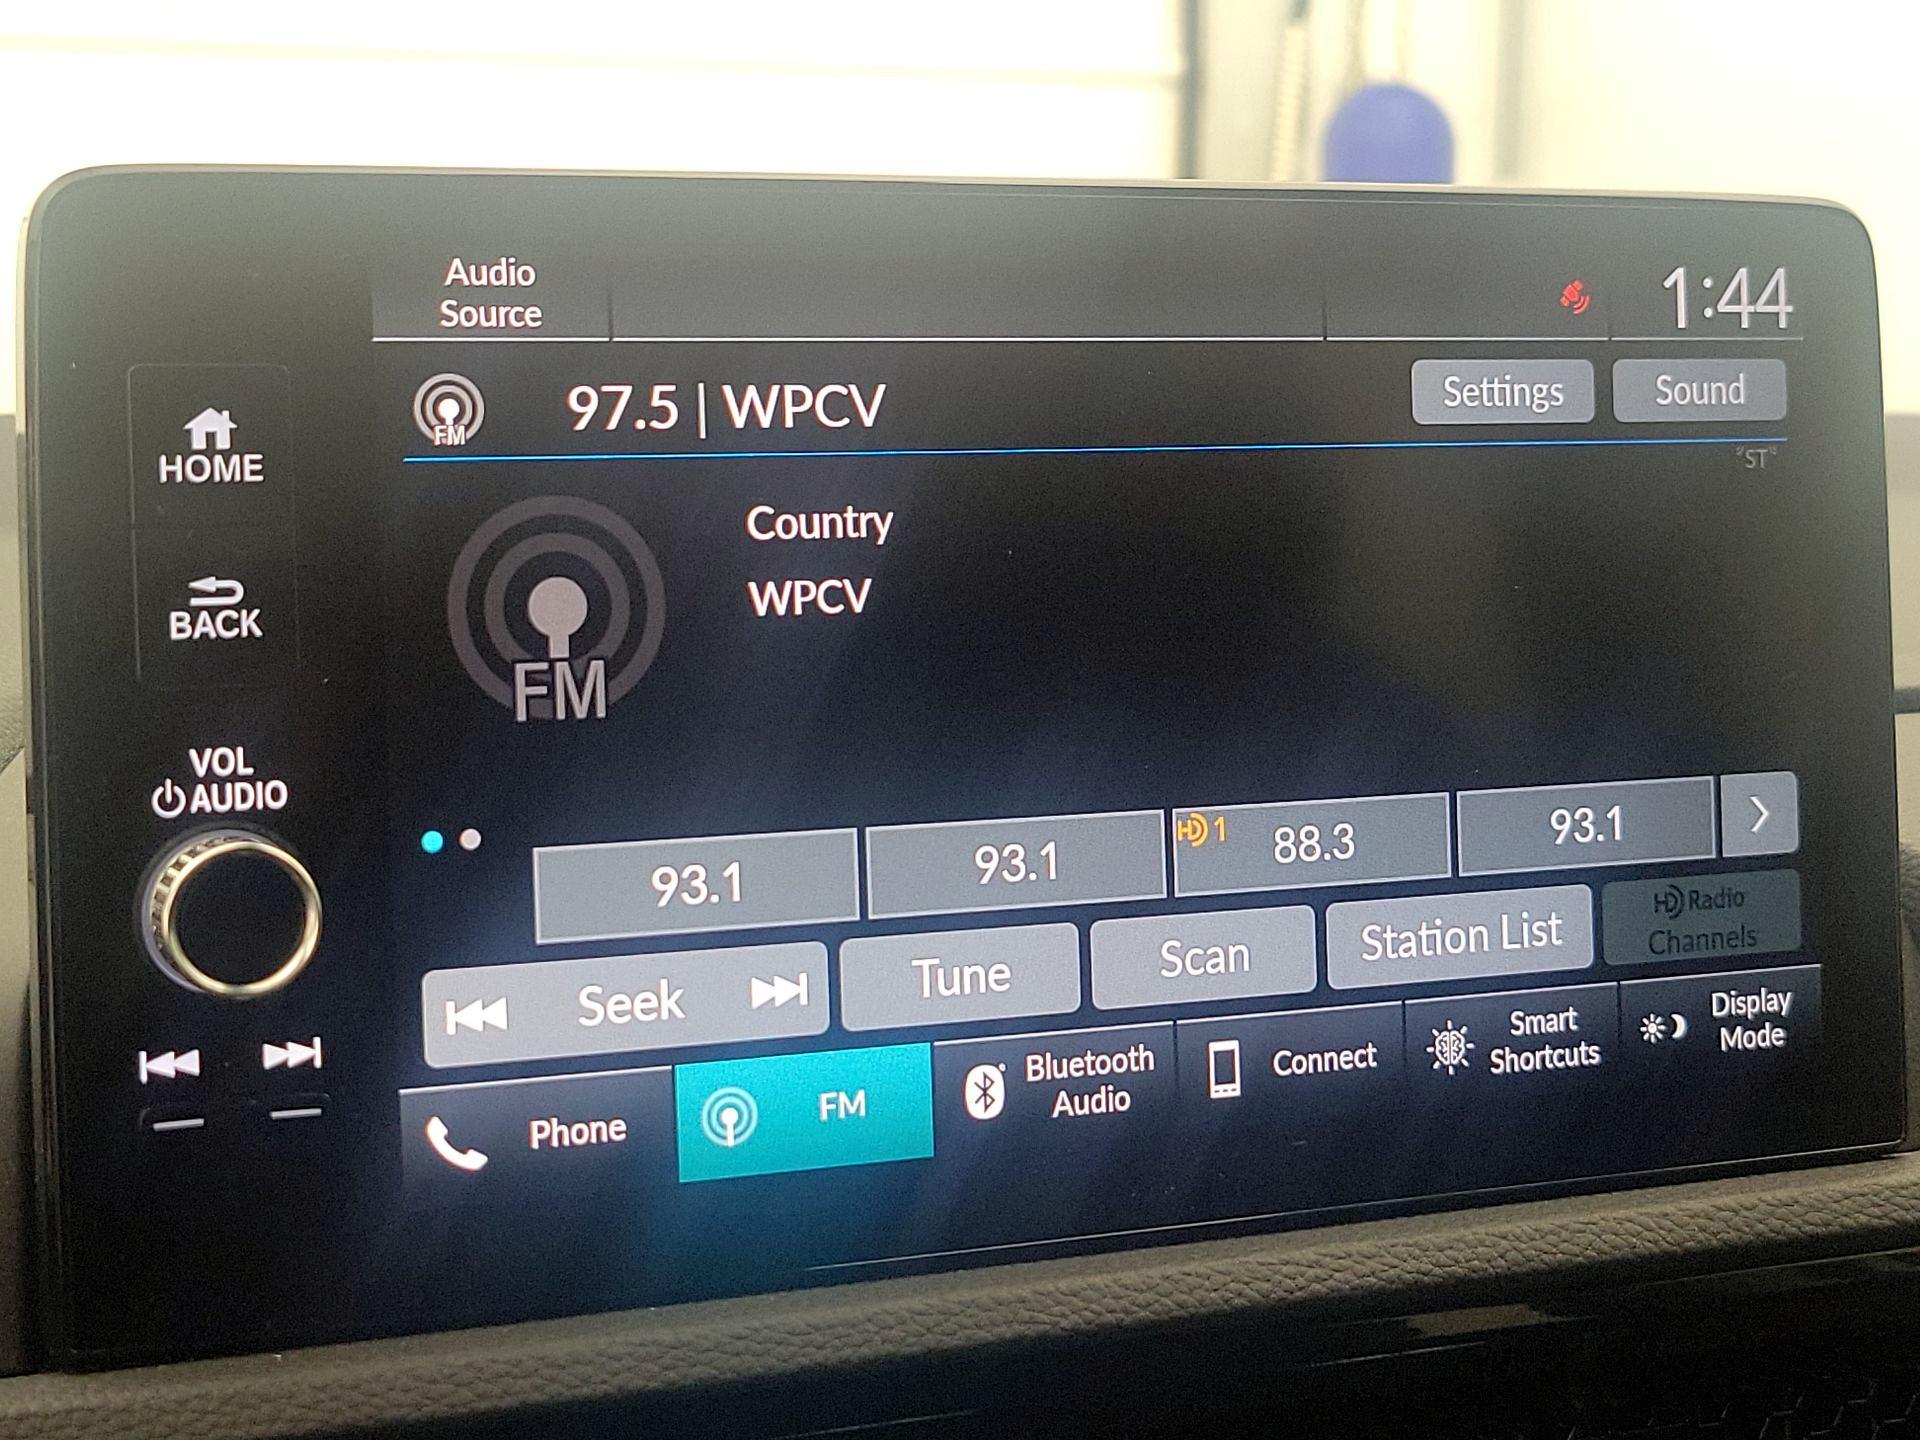 Audio
Source
1:44
FM
97.5 | WPCV
Settings
Sound
"ST"
HOME
BACK
Country
WPCV
FM
VOL
AUDIO
93.1
93.1
HD 1
88.3
93.1
Seek
Tune
Scan
Station List
HD Radio
Channels
Phone
FM
Bluetooth
Audio
Connect
Smart
Shortcuts
Display
Mode